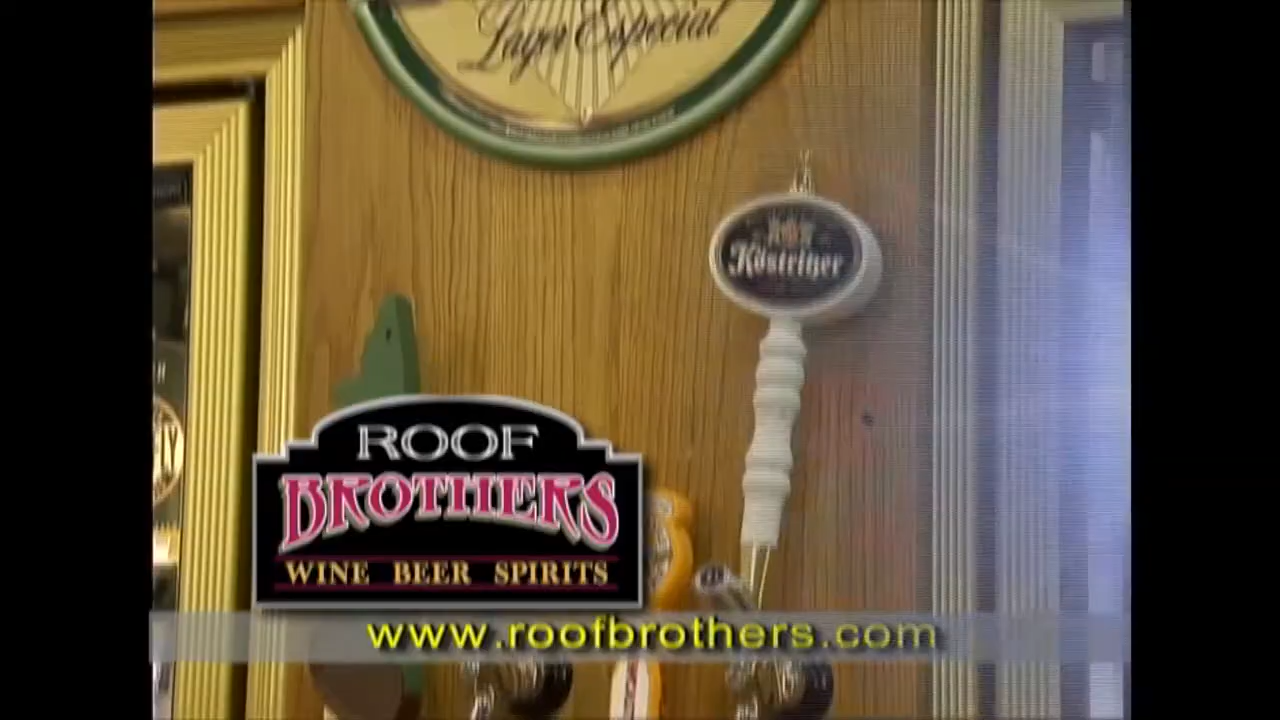 Lager Especial
Köstritzer
ROOF
BROTHERS
WINE BEER SPIRITS
www.roofbrothers.com